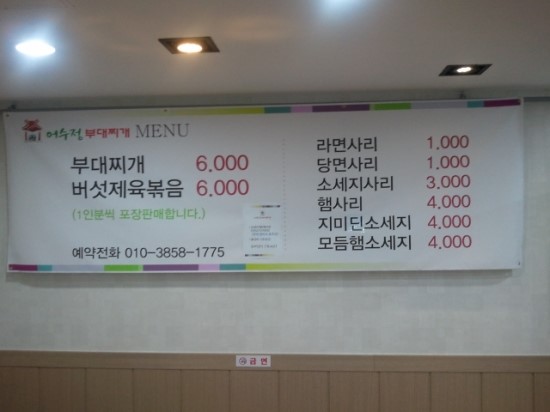 어수정 부대찌개 MENU
부대찌개 6,000
버섯제육볶음 6,000
(1인분씩 포장판매합니다.)
예약전화 010-3858-1775
라면사리 1,000
당면사리 1,000
소세지사리 3,000
햄사리 4,000
지미딘소세지 4,000
모듬햄소세지 4,000
금연